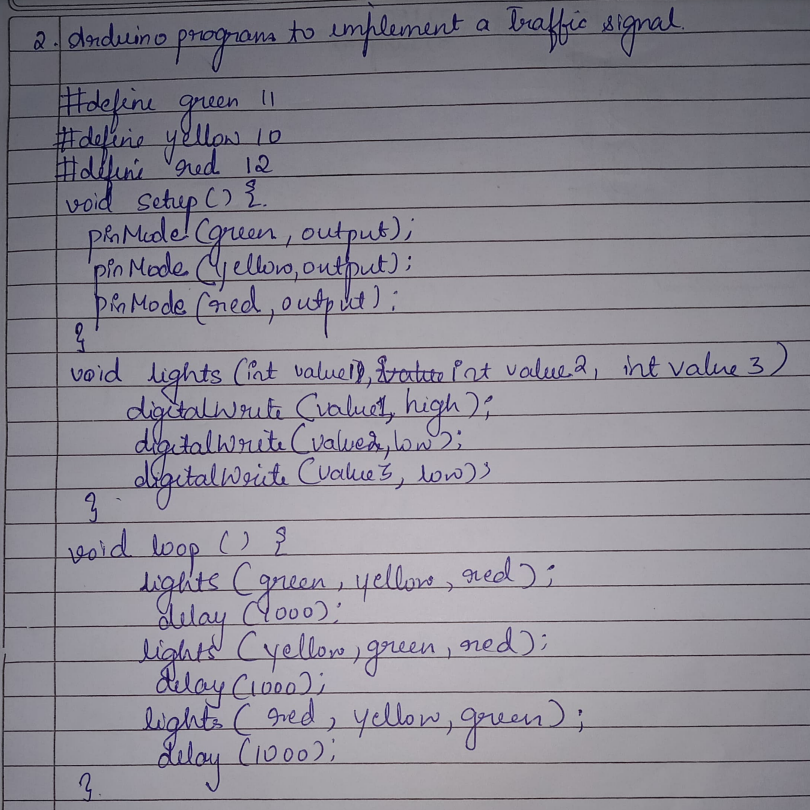 2. Arduino program to implement a traffic signal.
#define green 11
#define yellow 10
#define red 12
void setup() {.
pinMode (green, output);
pinMode (yellow, output);
pinMode (red, output);
}
void lights (int value1, int value2, int value 3)
digitalWrite (value1, high);
digitalWrite (value2, low);
digitalWrite (value3, low);
}
void loop () {
lights (green, yellow, red);
delay (1000);
lights (yellow, green, red);
delay (1000);
lights ( red, yellow, green);
delay (1000);
}.